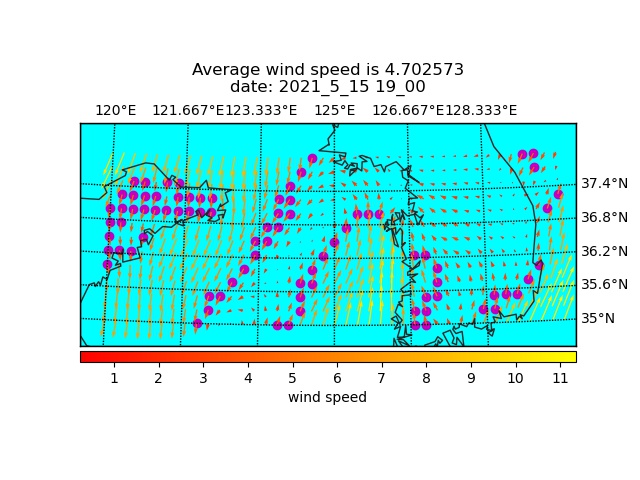 Average wind speed is 4.702573
date: 2021_5_15 19_00
120°E 121.667°E 123.333°E 125°E 126.667°E 128.333°E
37.4°N
36.8°N
36.2°N
35.6°N
35°N
1 2 3 4 5 6 7 8 9 10 11
wind speed